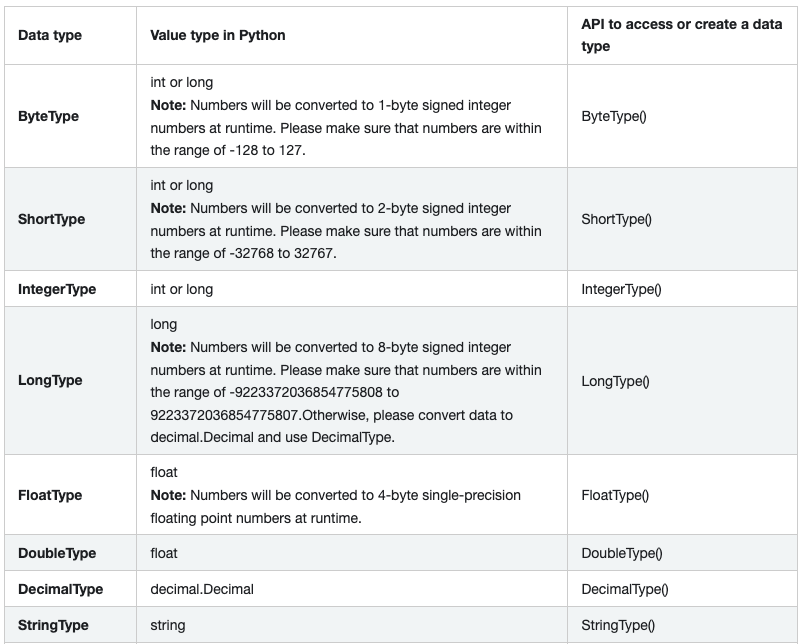 Data type
Value type in Python
API to access or create a data
type
ByteType
int or long
Note: Numbers will be converted to 1-byte signed integer
numbers at runtime. Please make sure that numbers are within
the range of -128 to 127.
ByteType()
ShortType
int or long
Note: Numbers will be converted to 2-byte signed integer
numbers at runtime. Please make sure that numbers are within
the range of -32768 to 32767.
ShortType()
IntegerType
int or long
IntegerType()
LongType
long
Note: Numbers will be converted to 8-byte signed integer
numbers at runtime. Please make sure that numbers are within
the range of -9223372036854775808 to
9223372036854775807.Otherwise, please convert data to
decimal.Decimal and use DecimalType.
LongType()
FloatType
float
Note: Numbers will be converted to 4-byte single-precision
floating point numbers at runtime.
FloatType()
DoubleType
float
DoubleType()
DecimalType
decimal.Decimal
DecimalType()
StringType
string
StringType()